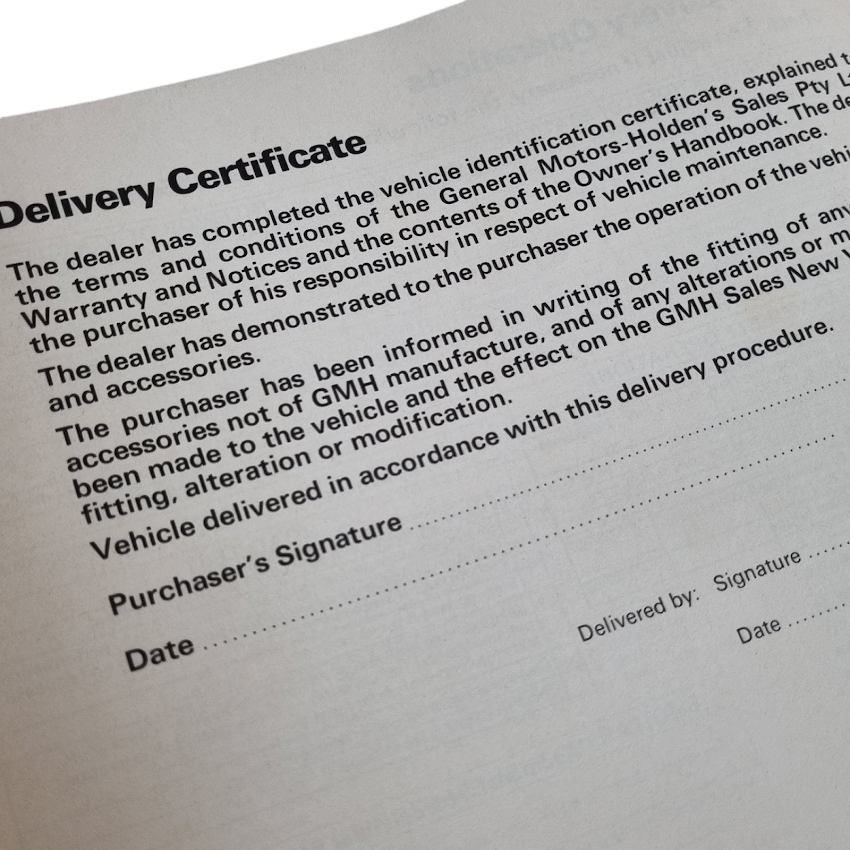 Delivery Certificate
The dealer has completed the vehicle identification certificate, explained
the terms and conditions of the General Motors-Holden's Sales Pty
Warranty and Notices and the contents of the Owner's Handbook. The
the purchaser of his responsibility in respect of vehicle maintenance.
The dealer has demonstrated to the purchaser the operation of the
and accessories.
The purchaser has been informed in writing of the fitting of any
accessories not of GMH manufacture, and of any alterations or
been made to the vehicle and the effect on the GMH Sales New
fitting, alteration or modification.
Vehicle delivered in accordance with this delivery procedure.
Purchaser's Signature
Date
Delivered by: Signature
Date